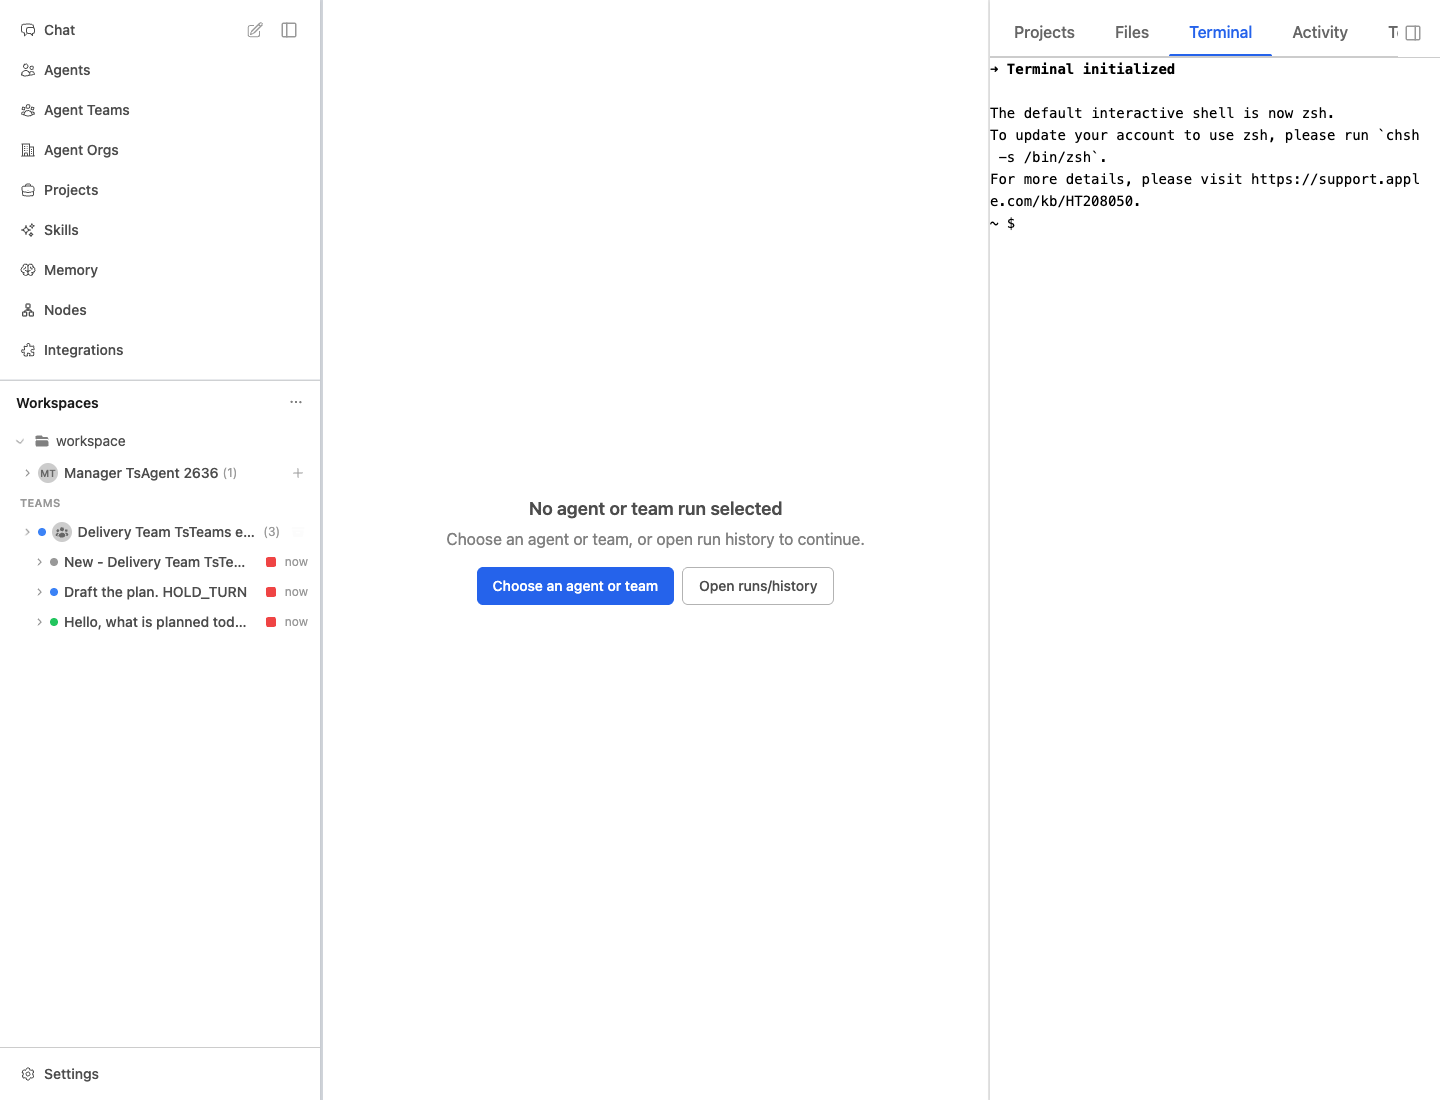 Chat
Agents
Agent Teams
Agent Orgs
Projects
Skills
Memory
Nodes
Integrations
Workspaces
workspace
MT Manager TsAgent 2636 (1)
TEAMS
Delivery Team TsTeams e... (3)
New - Delivery Team TsTe... now
Draft the plan. HOLD_TURN now
Hello, what is planned tod... now
Settings
No agent or team run selected
Choose an agent or team, or open run history to continue.
Choose an agent or team Open runs/history
Projects Files Terminal Activity
→ Terminal initialized
The default interactive shell is now zsh.
To update your account to use zsh, please run `chsh
-s /bin/zsh`.
For more details, please visit https://support.appl
e.com/kb/HT208050.
~ $